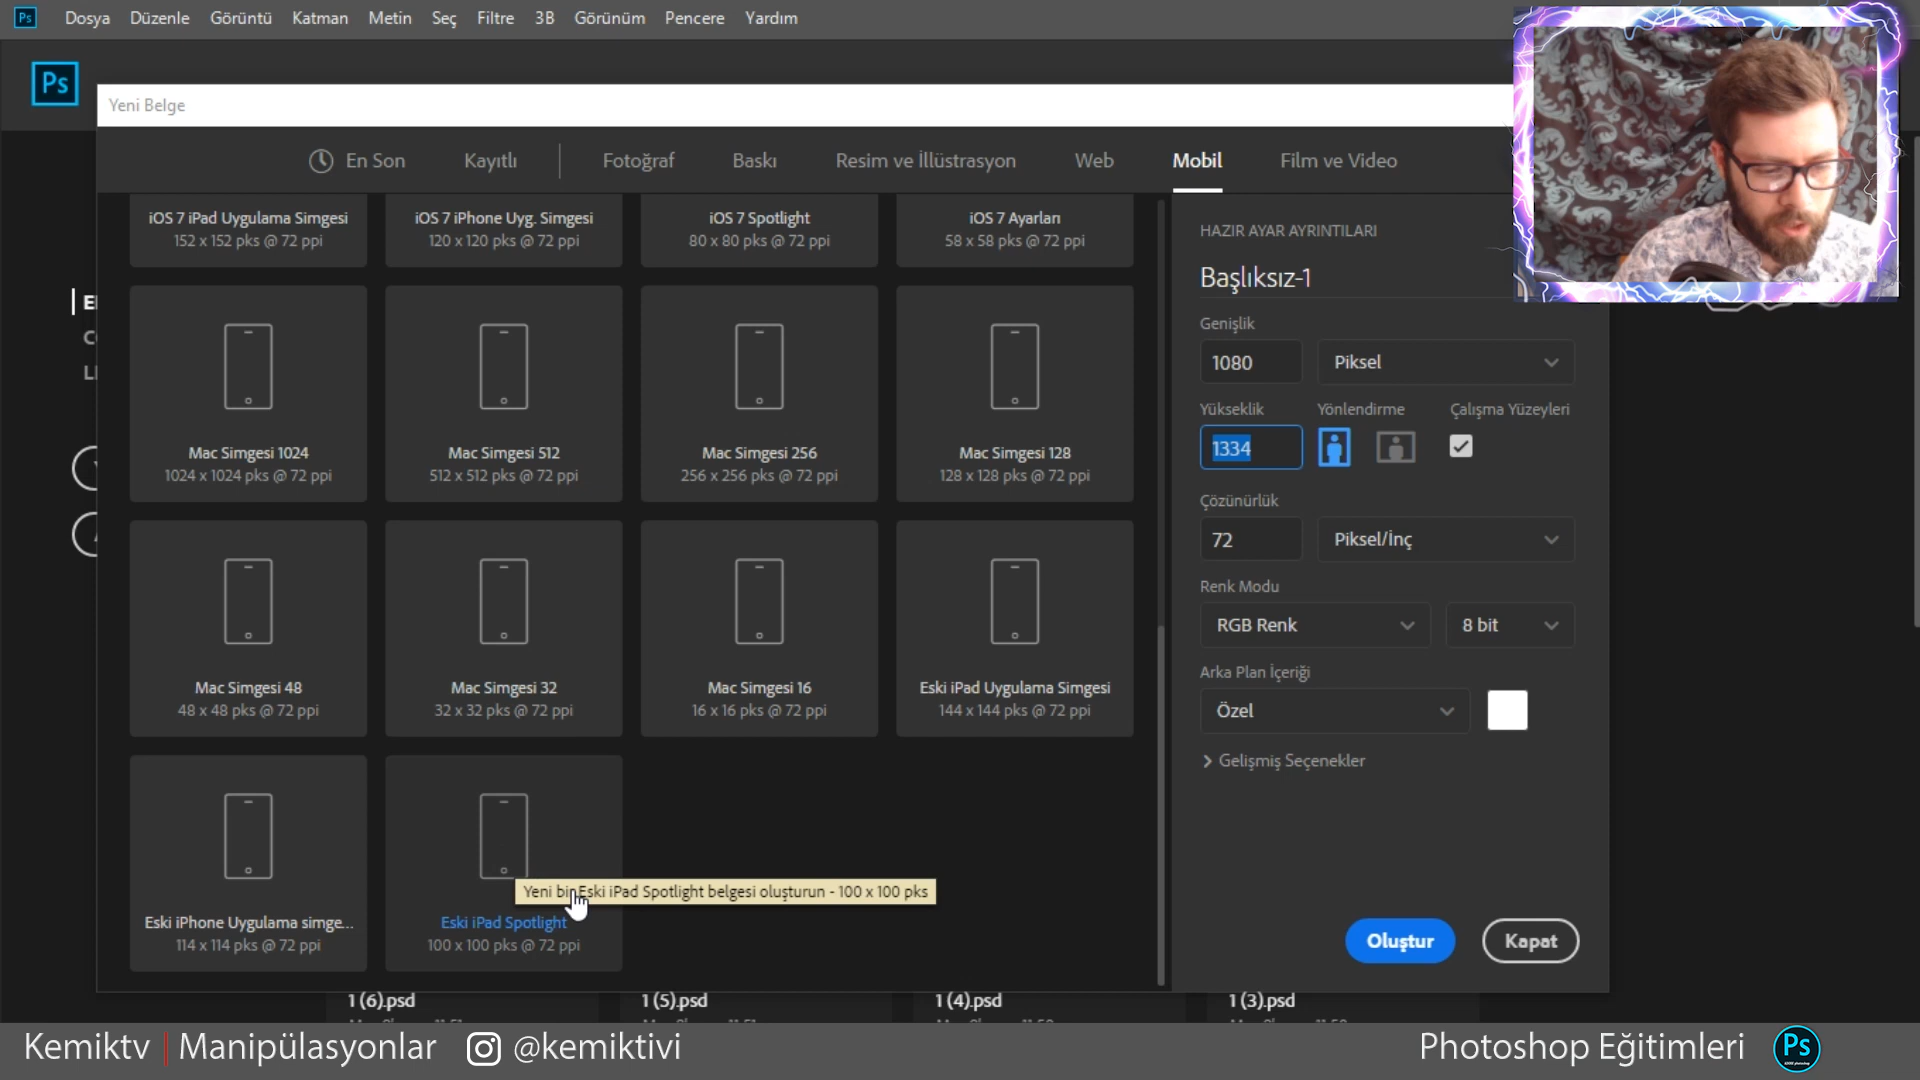 Ps Dosya Düzenle Görüntü Katman Metin Seç Filtre 3B Görünüm Pencere Yardım
Ps
Yeni Belge
En Son Kayıtlı Fotoğraf Baskı Resim ve İllüstrasyon Web Mobil Film ve Video
iOS 7 iPad Uygulama Simgesi
152 x 152 pks @ 72 ppi
iOS 7 iPhone Uyg. Simgesi
120 x 120 pks @ 72 ppi
iOS 7 Spotlight
80 x 80 pks @ 72 ppi
iOS 7 Ayarları
58 x 58 pks @ 72 ppi
Mac Simgesi 1024
1024 x 1024 pks @ 72 ppi
Mac Simgesi 512
512 x 512 pks @ 72 ppi
Mac Simgesi 256
256 x 256 pks @ 72 ppi
Mac Simgesi 128
128 x 128 pks @ 72 ppi
Mac Simgesi 48
48 x 48 pks @ 72 ppi
Mac Simgesi 32
32 x 32 pks @ 72 ppi
Mac Simgesi 16
16 x 16 pks @ 72 ppi
Eski iPad Uygulama Simgesi
144 x 144 pks @ 72 ppi
Eski iPhone Uygulama simge...
114 x 114 pks @ 72 ppi
Eski iPad Spotlight
100 x 100 pks @ 72 ppi
Yeni bir Eski iPad Spotlight belgesi oluşturun - 100 x 100 pks
HAZIR AYAR AYRINTILARI
Başlıksız-1
Genişlik
1080 Piksel
Yükseklik Yönlendirme Çalışma Yüzeyleri
1334
Çözünürlük
72 Piksel/İnç
Renk Modu
RGB Renk 8 bit
Arka Plan İçeriği
Özel
Gelişmiş Seçenekler
Oluştur Kapat
1 (6).psd 1 (5).psd 1 (4).psd 1 (3).psd
Kemiktv | Manipülasyonlar @kemiktivi Photoshop Eğitimleri Ps